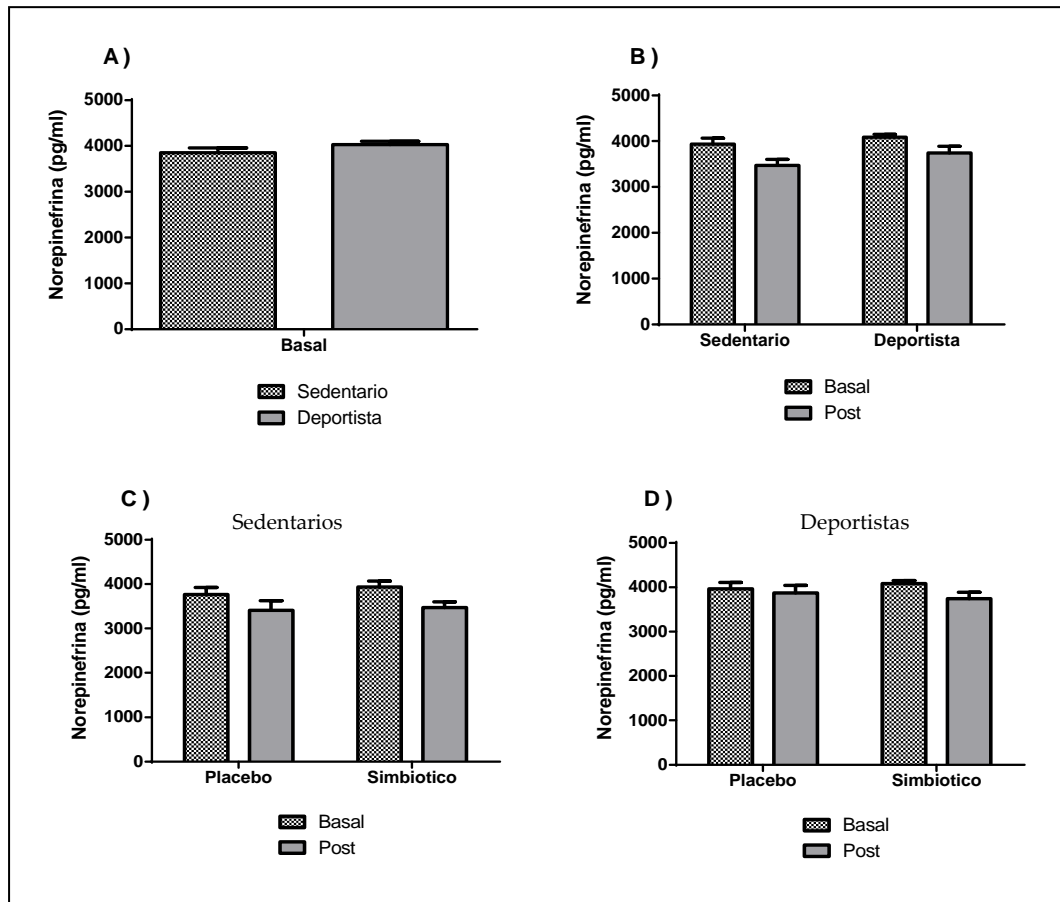 A )
Norepinefrina (pg/ml)
5000
4000
3000
2000
1000
0
Basal
Sedentario
Deportista
B )
Norepinefrina (pg/ml)
5000
4000
3000
2000
1000
0
Sedentario Deportista
Basal
Post
C )
Sedentarios
Norepinefrina (pg/ml)
5000
4000
3000
2000
1000
0
Placebo Simbiotico
Basal
Post
D )
Deportistas
Norepinefrina (pg/ml)
5000
4000
3000
2000
1000
0
Placebo Simbiotico
Basal
Post